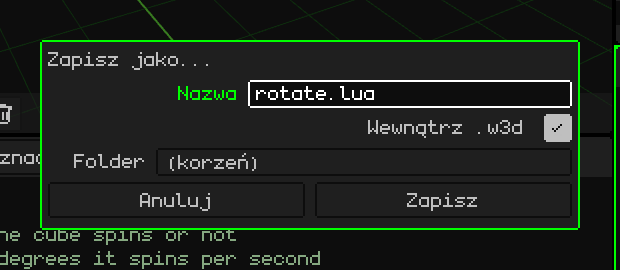 Zapisz jako...
Nazwa rotate.lua
Wewnątrz .w3d ✓
znac
Folder (korzeń)
Anuluj Zapisz
he cube spins or not
degrees it spins per second